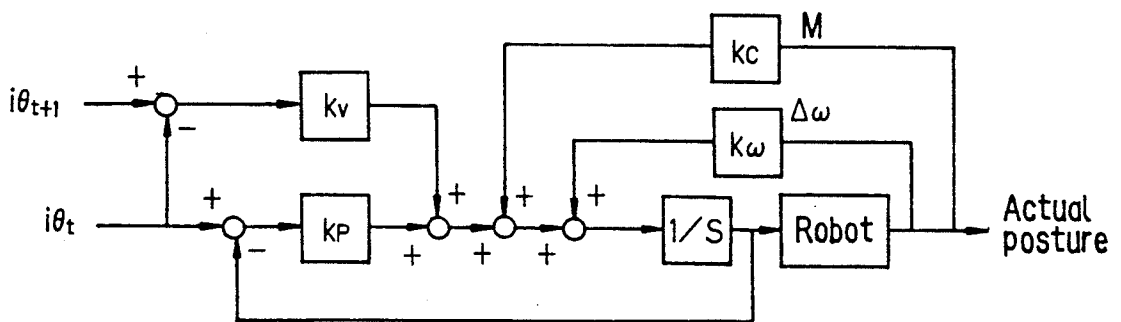 M
kc
+
iθt+1
−
kv
Δω
kω
+
+
+
+
iθt
−
kP
+
+
+
1/S
Robot
Actual
posture